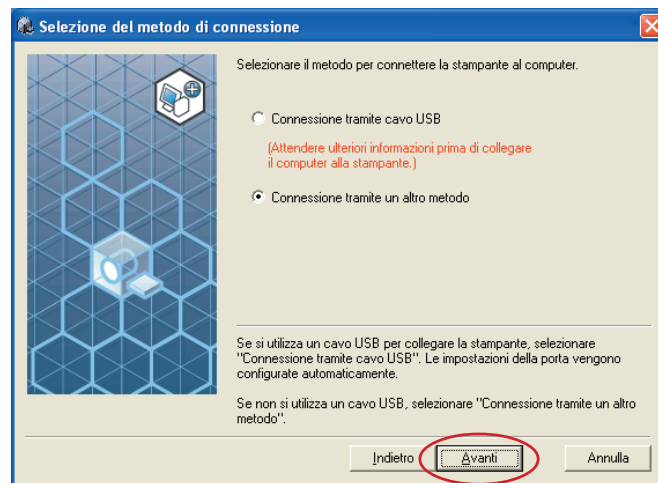 Selezione del metodo di connessione
Selezionare il metodo per connettere la stampante al computer.
Connessione tramite cavo USB
(Attendere ulteriori informazioni prima di collegare
il computer alla stampante.)
Connessione tramite un altro metodo
Se si utilizza un cavo USB per collegare la stampante, selezionare
"Connessione tramite cavo USB". Le impostazioni della porta vengono
configurate automaticamente.
Se non si utilizza un cavo USB, selezionare "Connessione tramite un altro
metodo".
Indietro Avanti Annulla